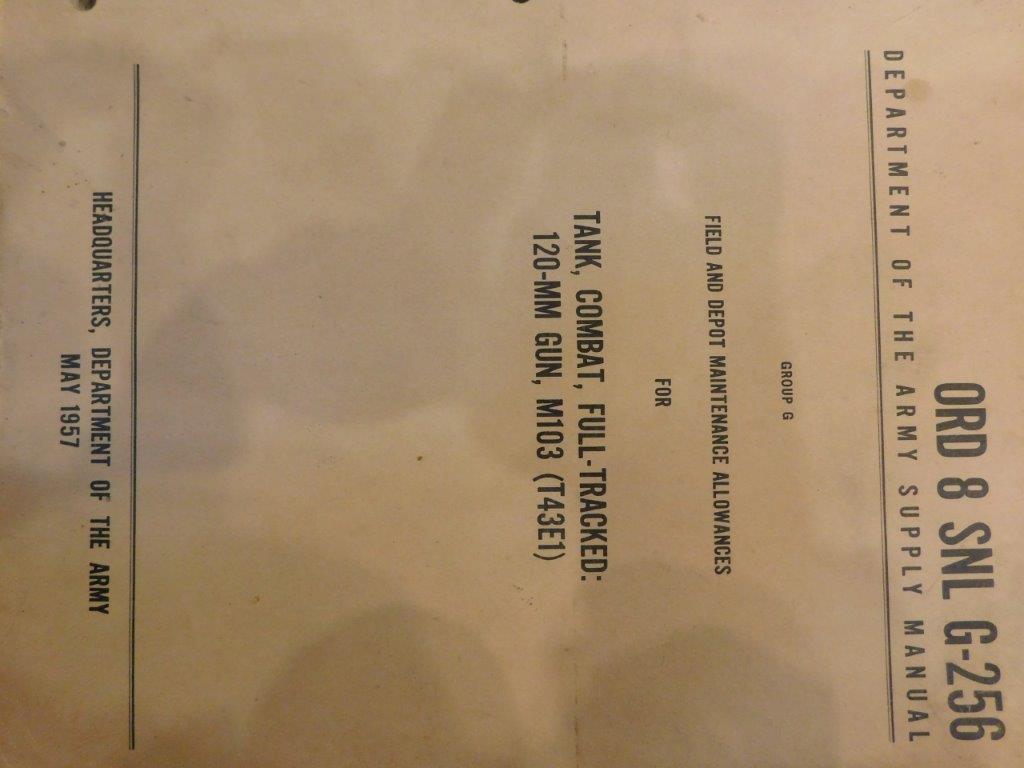 ORD 8 SNL G-256
DEPARTMENT OF THE ARMY SUPPLY MANUAL
GROUP G
FIELD AND DEPOT MAINTENANCE ALLOWANCES
FOR
TANK, COMBAT, FULL-TRACKED:
120-MM GUN, M103 (T43E1)
HEADQUARTERS, DEPARTMENT OF THE ARMY
MAY 1957